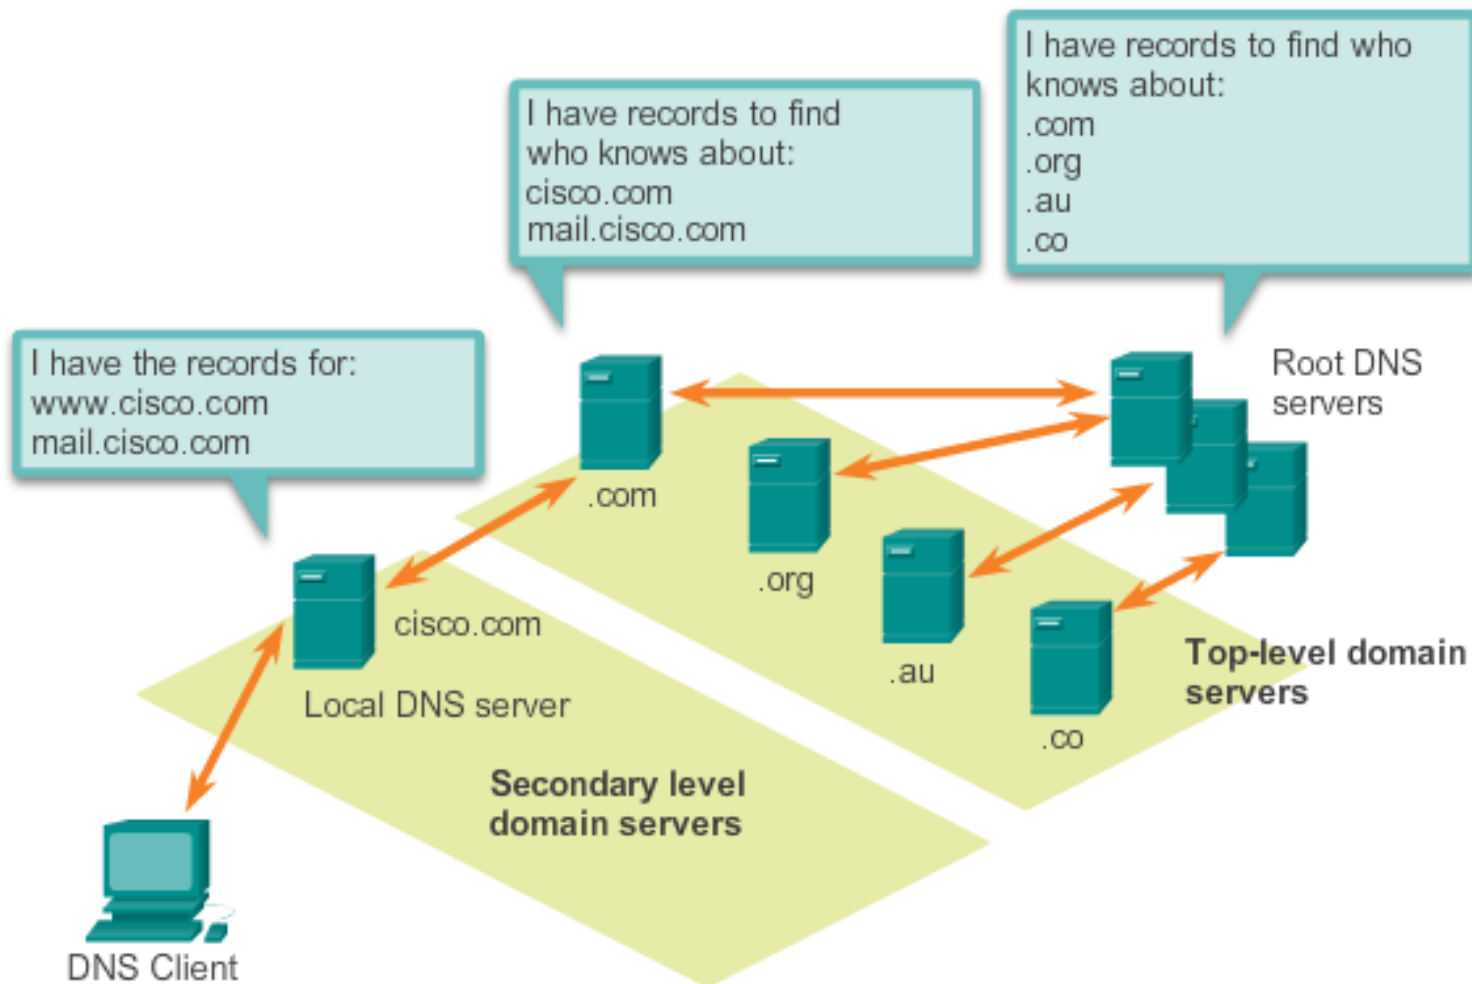 I have records to find who
knows about:
.com
.org
.au
.co
I have records to find
who knows about:
cisco.com
mail.cisco.com
I have the records for:
www.cisco.com
mail.cisco.com
Root DNS
servers
.com
.org
.au
.co
cisco.com
Local DNS server
Top-level domain
servers
Secondary level
domain servers
DNS Client